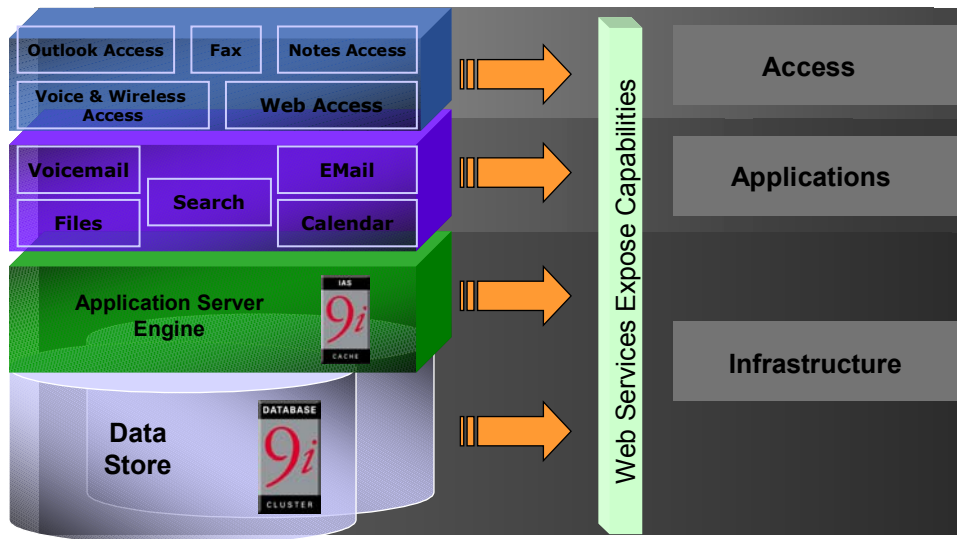 Outlook Access
Fax
Notes Access
Voice & Wireless
Access
Web Access
Voicemail
EMail
Search
Files
Calendar
Application Server
Engine
IAS
9i
CACHE
Data
Store
DATABASE
9i
CLUSTER
Web Services Expose Capabilities
Access
Applications
Infrastructure